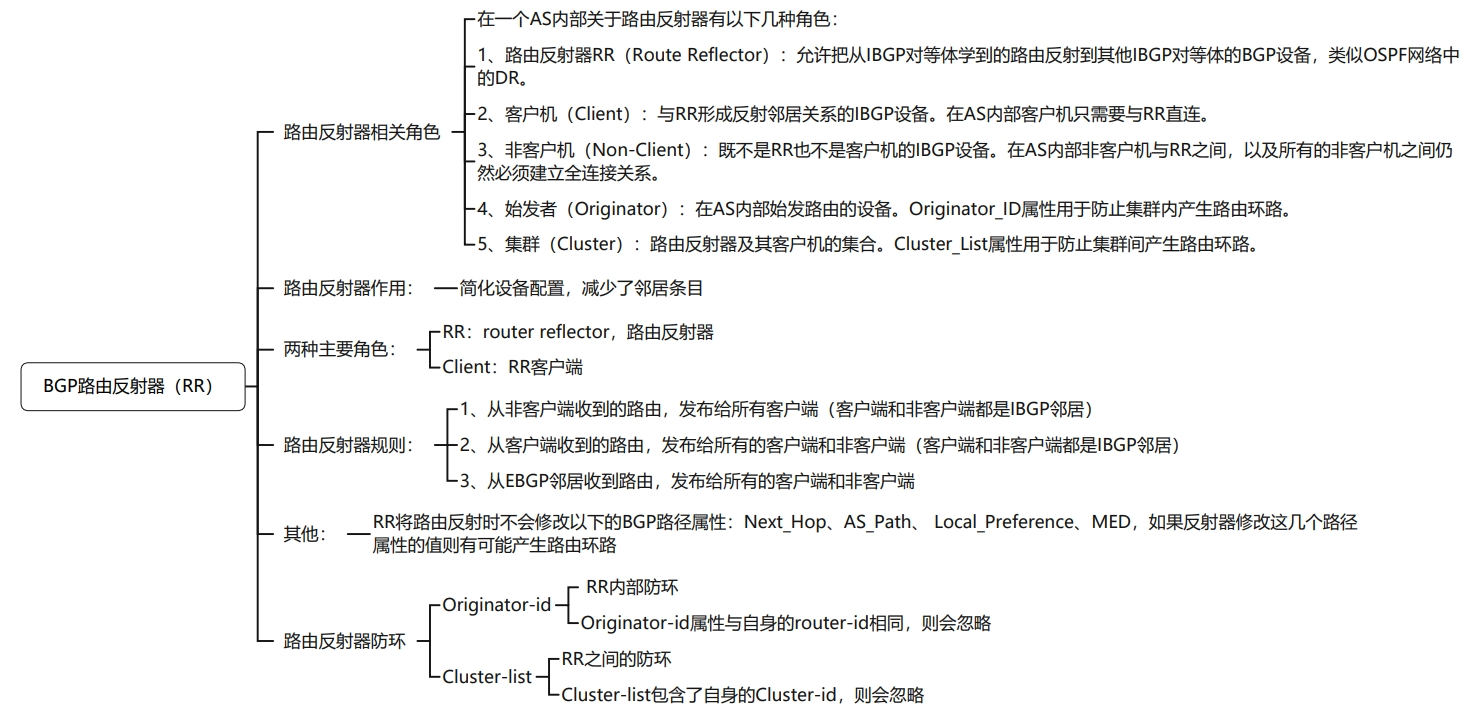 在一个AS内部关于路由反射器有以下几种角色：
1、路由反射器RR（Route Reflector）：允许把从IBGP对等体学到的路由反射到其他IBGP对等体的BGP设备，类似OSPF网络中
的DR。
2、客户机（Client）：与RR形成反射邻居关系的IBGP设备。在AS内部客户机只需要与RR直连。
路由反射器相关角色
3、非客户机（Non-Client）：既不是RR也不是客户机的IBGP设备。在AS内部非客户机与RR之间，以及所有的非客户机之间仍
然必须建立全连接关系。
4、始发者（Originator）：在AS内部始发路由的设备。Originator_ID属性用于防止集群内产生路由环路。
5、集群（Cluster）：路由反射器及其客户机的集合。Cluster_List属性用于防止集群间产生路由环路。
路由反射器作用：
简化设备配置，减少了邻居条目
两种主要角色：
RR：router reflector，路由反射器
Client：RR客户端
BGP路由反射器（RR）
路由反射器规则：
1、从非客户端收到的路由，发布给所有客户端（客户端和非客户端都是IBGP邻居）
2、从客户端收到的路由，发布给所有的客户端和非客户端（客户端和非客户端都是IBGP邻居）
3、从EBGP邻居收到路由，发布给所有的客户端和非客户端
其他：
RR将路由反射时不会修改以下的BGP路径属性：Next_Hop、AS_Path、 Local_Preference、MED，如果反射器修改这几个路径
属性的值则有可能产生路由环路
路由反射器防环
Originator-id
RR内部防环
Originator-id属性与自身的router-id相同，则会忽略
Cluster-list
RR之间的防环
Cluster-list包含了自身的Cluster-id，则会忽略